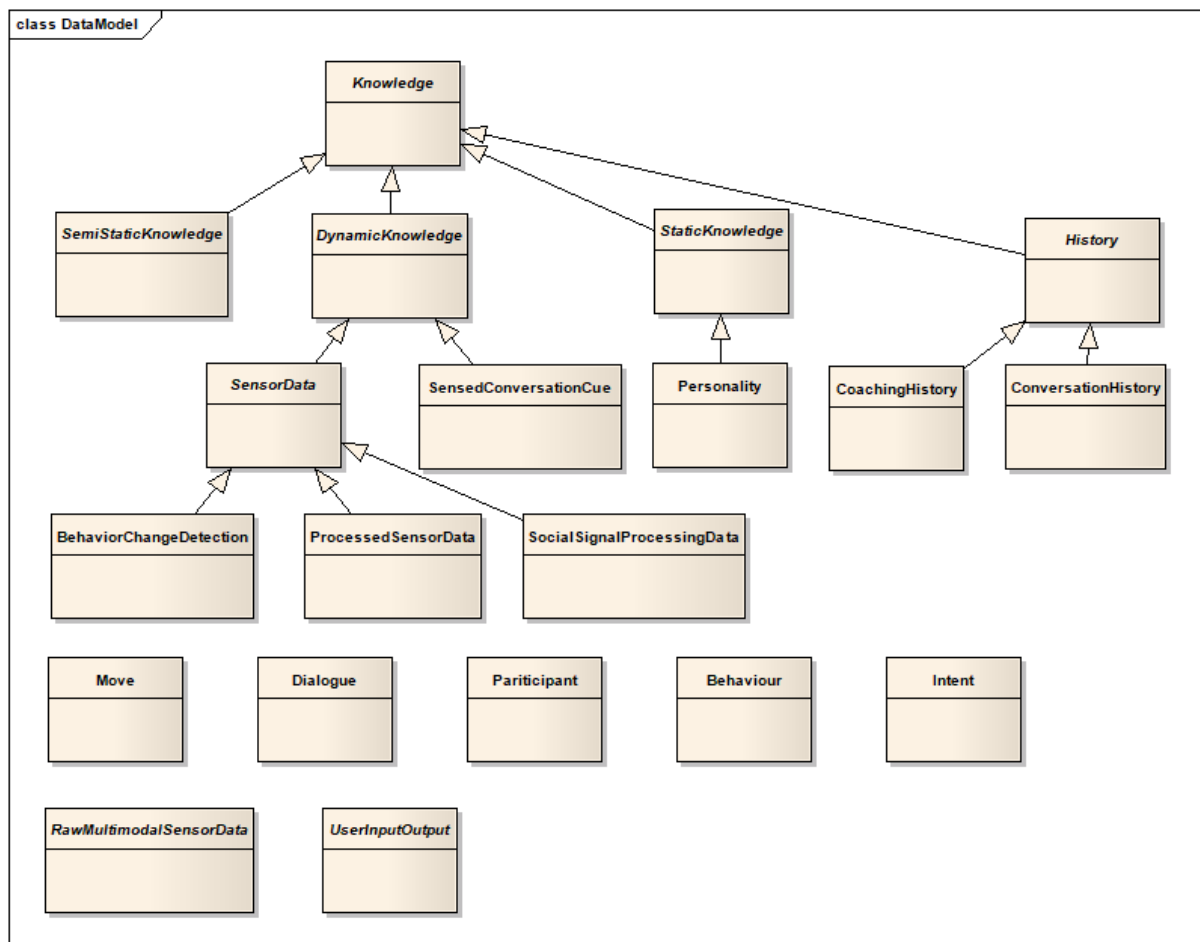 class DataModel
Knowledge
SemiStaticKnowledge
DynamicKnowledge
StaticKnowledge
History
SensorData
SensedConversationCue
Personality
CoachingHistory
ConversationHistory
BehaviorChangeDetection
ProcessedSensorData
SocialSignalProcessingData
Move
Dialogue
Pariticipant
Behaviour
Intent
RawMultimodalSensorData
UserInputOutput